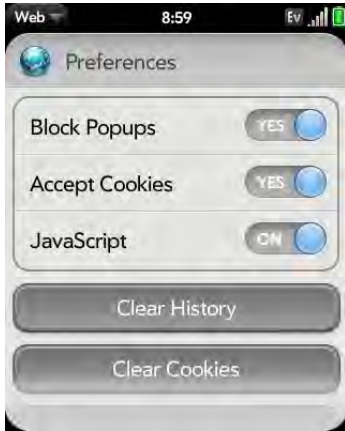 Web 8:59 Ev
Preferences
Block Popups YES
Accept Cookies YES
JavaScript ON
Clear History
Clear Cookies